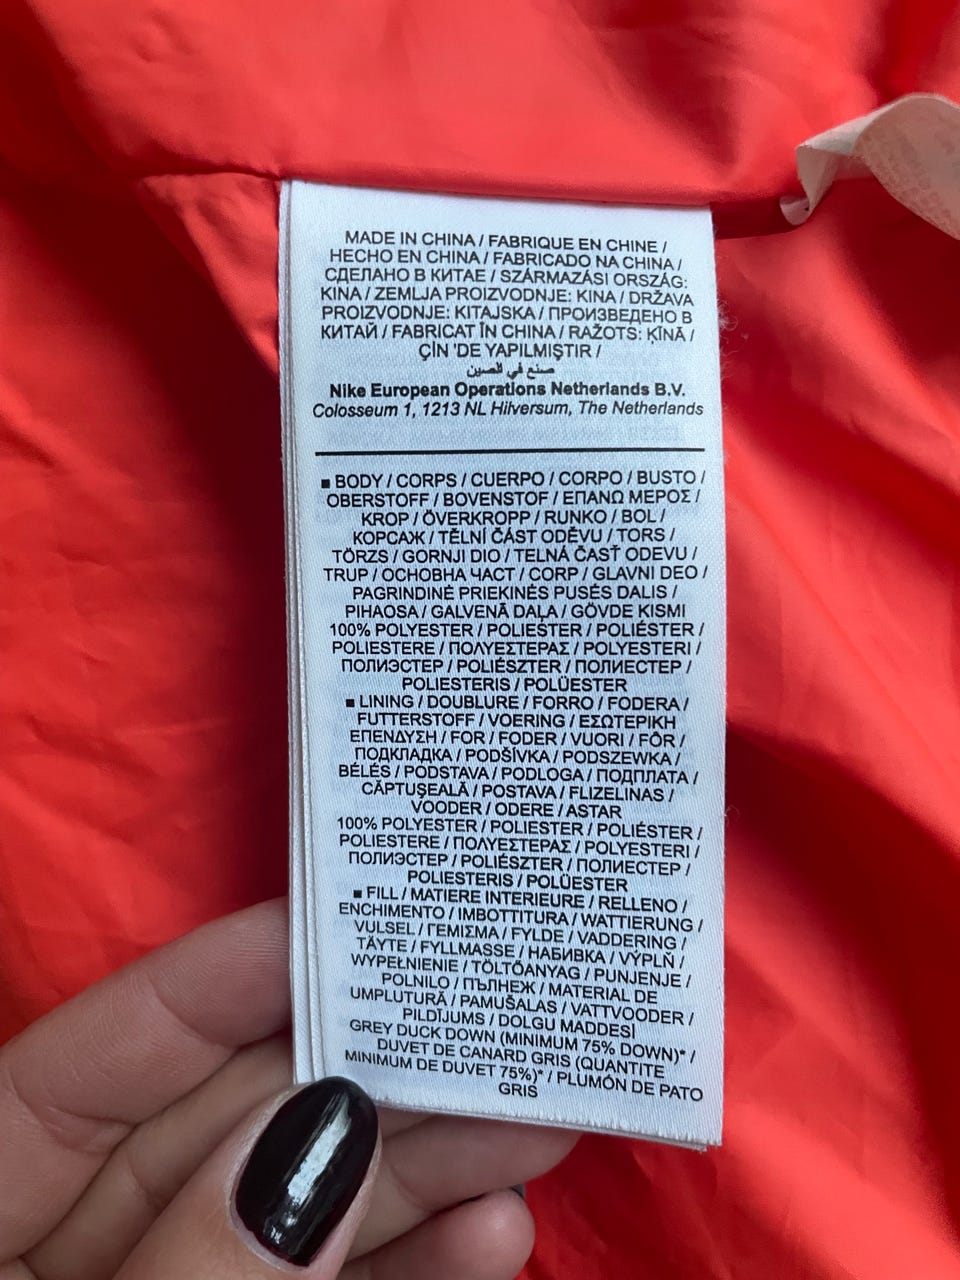 MADE IN CHINA / FABRIQUE EN CHINE /
HECHO EN CHINA / FABRICADO NA CHINA /
СДЕЛАНО В КИТАЕ / SZÁRMAZÁSI ORSZÁG:
KINA / ZEMLJA PROIZVODNJE: KINA / DRŽAVA
PROIZVODNJE: KITAJSKA / ПРОИЗВЕДЕНО В
КИТАЙ / FABRICAT ÎN CHINA / RAŽOTS: ĶĪNĀ /
ÇİN 'DE YAPILMIŞTIR /
صنع في الصين
Nike European Operations Netherlands B.V.
Colosseum 1, 1213 NL Hilversum, The Netherlands
■ BODY / CORPS / CUERPO / CORPO / BUSTO /
OBERSTOFF / BOVENSTOF / ΕΠΑΝΩ ΜΕΡΟΣ /
KROP / ÖVERKROPP / RUNKO / BOL /
КОРСАЖ / TĚLNÍ ČÁST ODĚVU / TORS /
TÖRZS / GORNJI DIO / TELNÁ ČASŤ ODEVU /
TRUP / ОСНОВНА ЧАСТ / CORP / GLAVNI DEO /
PAGRINDINĖ PRIEKINĖS PUSĖS DALIS /
PIHAOSA / GALVENĀ DAĻA / GÖVDE KISMI
100% POLYESTER / POLIESTER / POLIÉSTER /
POLIESTERE / ΠΟΛΥΕΣΤΕΡΑΣ / POLYESTERI /
ПОЛИЭСТЕР / POLIÉSZTER / ПОЛИЕСТЕР /
POLIESTERIS / POLÜESTER
■ LINING / DOUBLURE / FORRO / FODERA /
FUTTERSTOFF / VOERING / ΕΣΩΤΕΡΙΚΗ
ΕΠΕΝΔΥΣΗ / FOR / FODER / VUORI / FÔR /
ПОДКЛАДКА / PODŠÍVKA / PODSZEWKA /
BÉLÉS / PODSTAVA / PODLOGA / ПОДПЛАТА /
CĂPTUŞEALĂ / POSTAVA / FLIZELINAS /
VOODER / ODERE / ASTAR
100% POLYESTER / POLIESTER / POLIÉSTER /
POLIESTERE / ΠΟΛΥΕΣΤΕΡΑΣ / POLYESTERI /
ПОЛИЭСТЕР / POLIÉSZTER / ПОЛИЕСТЕР /
POLIESTERIS / POLÜESTER
■ FILL / MATIERE INTERIEURE / RELLENO /
ENCHIMENTO / IMBOTTITURA / WATTIERUNG /
VULSEL / ΓΕΜΙΣΜΑ / FYLDE / VADDERING /
TÄYTE / FYLLMASSE / НАБИВКА / VÝPLŇ /
WYPEŁNIENIE / TÖLTŐANYAG / PUNJENJE /
POLNILO / ПЪЛНЕЖ / MATERIAL DE
UMPLUTURĂ / PAMUŠALAS / VATTVOODER /
PILDĪJUMS / DOLGU MADDESİ
GREY DUCK DOWN (MINIMUM 75% DOWN)* /
DUVET DE CANARD GRIS (QUANTITE
MINIMUM DE DUVET 75%)* / PLUMÓN DE PATO
GRIS